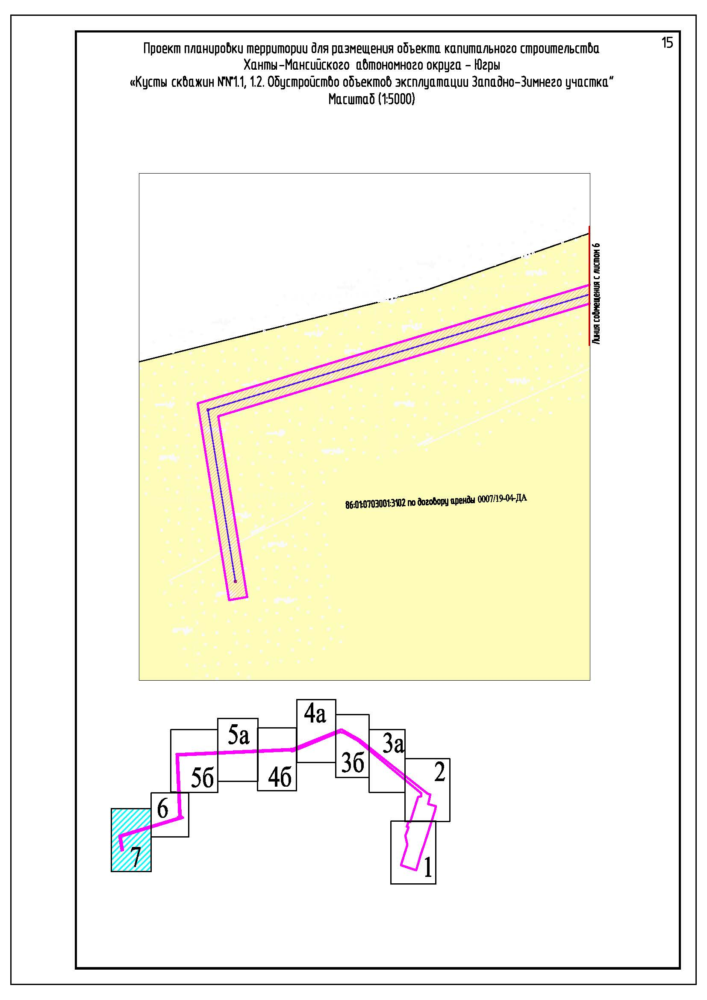 15
Проект планировки территории для размещения объекта капитального строительства
Ханты-Мансийского автономного округа - Югры
«Кусты скважин №№1.1, 1.2. Обустройство объектов эксплуатации Западно-Зимнего участка"
Масштаб (1:5000)
Линия совмещения с листом 6
86:01:0703001:3102 по договору аренды 0007/19-04-ДА
4а
5а
3а
3б
2
5б
4б
6
7
1